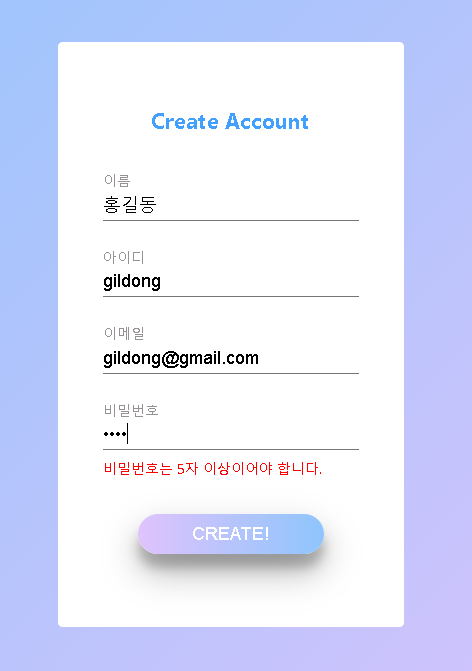 Create Account
이름
홍길동
아이디
gildong
이메일
gildong@gmail.com
비밀번호
••••
비밀번호는 5자 이상이어야 합니다.
CREATE!